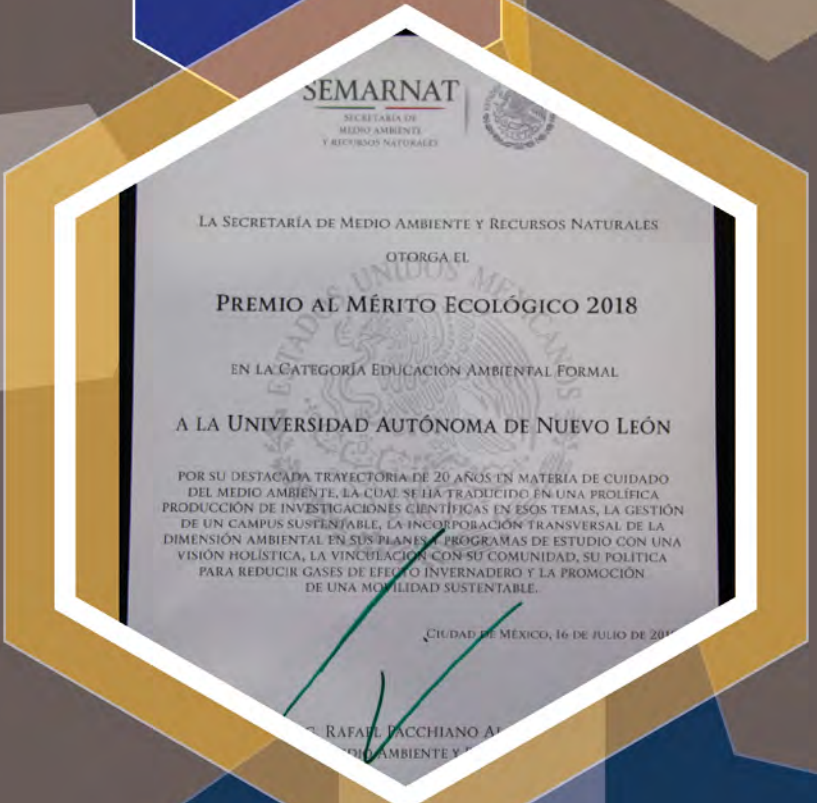 SEMARNAT
SECRETARÍA DE
MEDIO AMBIENTE
Y RECURSOS NATURALES
LA SECRETARÍA DE MEDIO AMBIENTE Y RECURSOS NATURALES
OTORGA EL
PREMIO AL MÉRITO ECOLÓGICO 2018
ESTADOS UNIDOS MEXICANOS
EN LA CATEGORÍA EDUCACIÓN AMBIENTAL FORMAL
A LA UNIVERSIDAD AUTÓNOMA DE NUEVO LEÓN
POR SU DESTACADA TRAYECTORIA DE 20 AÑOS EN MATERIA DE CUIDADO
DEL MEDIO AMBIENTE, LA CUAL SE HA TRADUCIDO EN UNA PROLÍFICA
PRODUCCIÓN DE INVESTIGACIONES CIENTÍFICAS EN ESOS TEMAS, LA GESTIÓN
DE UN CAMPUS SUSTENTABLE, LA INCORPORACIÓN TRANSVERSAL DE LA
DIMENSIÓN AMBIENTAL EN SUS PLANES Y PROGRAMAS DE ESTUDIO CON UNA
VISIÓN HOLÍSTICA, LA VINCULACIÓN CON SU COMUNIDAD, SU POLÍTICA
PARA REDUCIR GASES DE EFECTO INVERNADERO Y LA PROMOCIÓN
DE UNA MOVILIDAD SUSTENTABLE.
CIUDAD DE MÉXICO, 16 DE JULIO DE
RAFAEL PACCHIANO
AMBIENTE Y